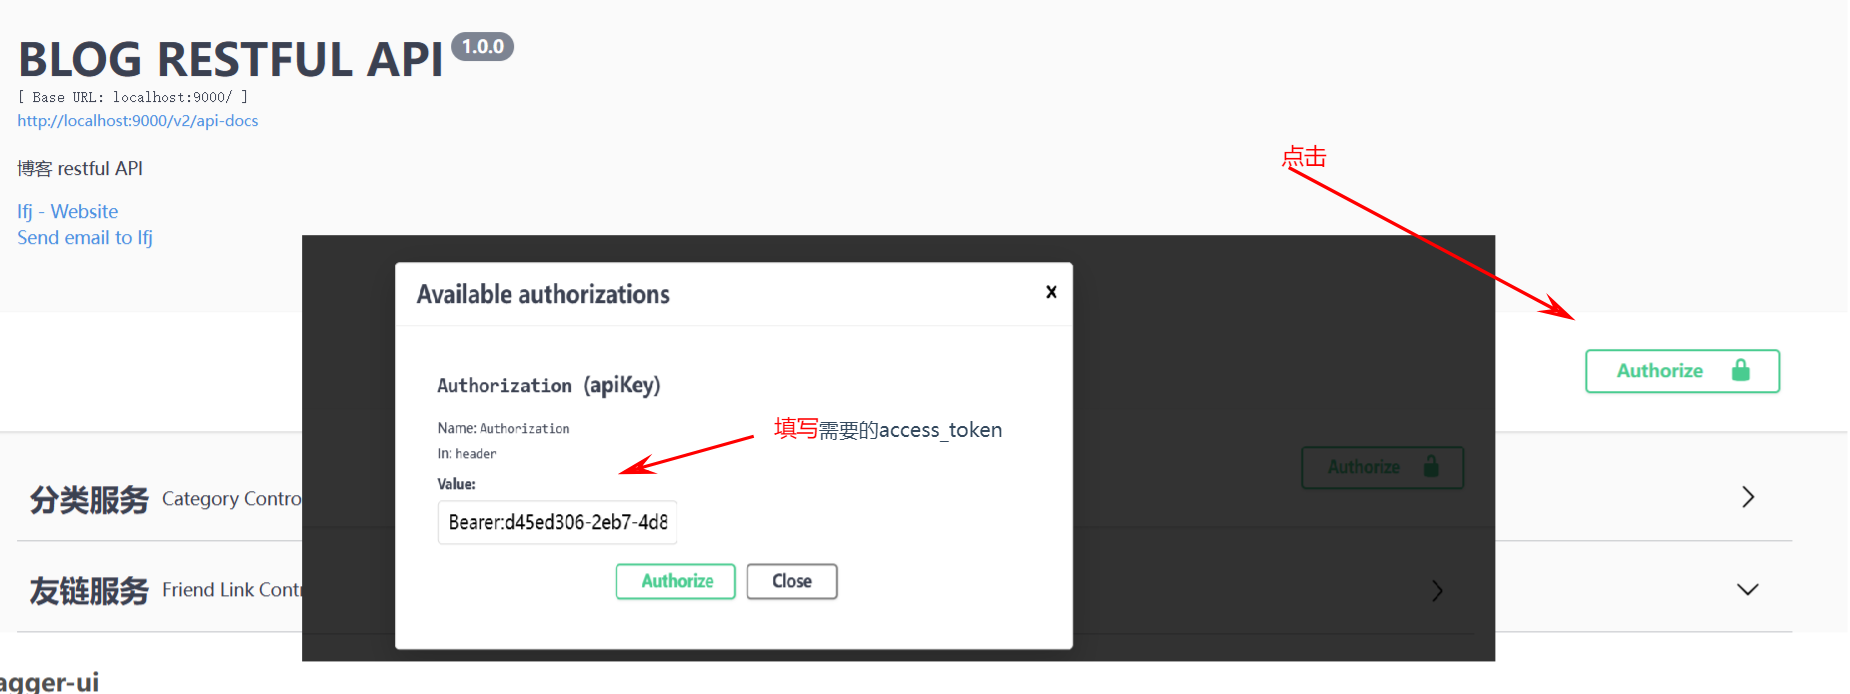 BLOG RESTFUL API 1.0.0
[ Base URL: localhost:9000/ ]
http://localhost:9000/v2/api-docs
博客 restful API
lfj - Website
Send email to lfj
点击
Authorize
Available authorizations x
Authorization (apiKey)
Name: Authorization
In: header
Value:
填写需要的access_token
Bearer:d45ed306-2eb7-4d8
Authorize Close
Authorize
分类服务 Category Contro
友链服务 Friend Link Contr
agger-ui